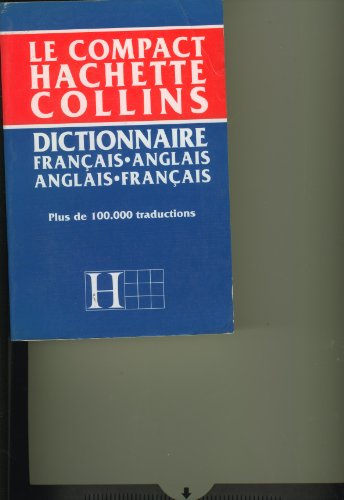 LE COMPACT
HACHETTE
COLLINS
DICTIONNAIRE
FRANÇAIS•ANGLAIS
ANGLAIS•FRANÇAIS
Plus de 100.000 traductions
H